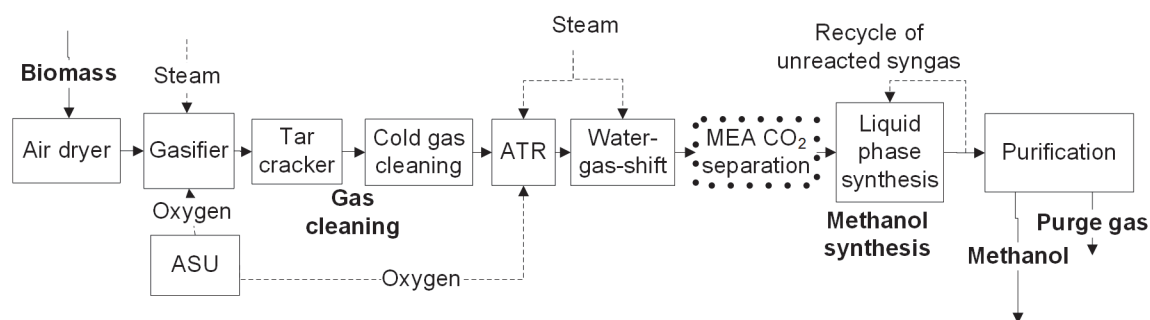 Steam
Recycle of
unreacted syngas
Biomass
Steam
Air dryer
Gasifier
Tar
cracker
Cold gas
cleaning
ATR
Water-
gas-shift
MEA CO₂
separation
Liquid
phase
synthesis
Purification
Oxygen
Gas
cleaning
Methanol
synthesis
Purge gas
Methanol
ASU
Oxygen